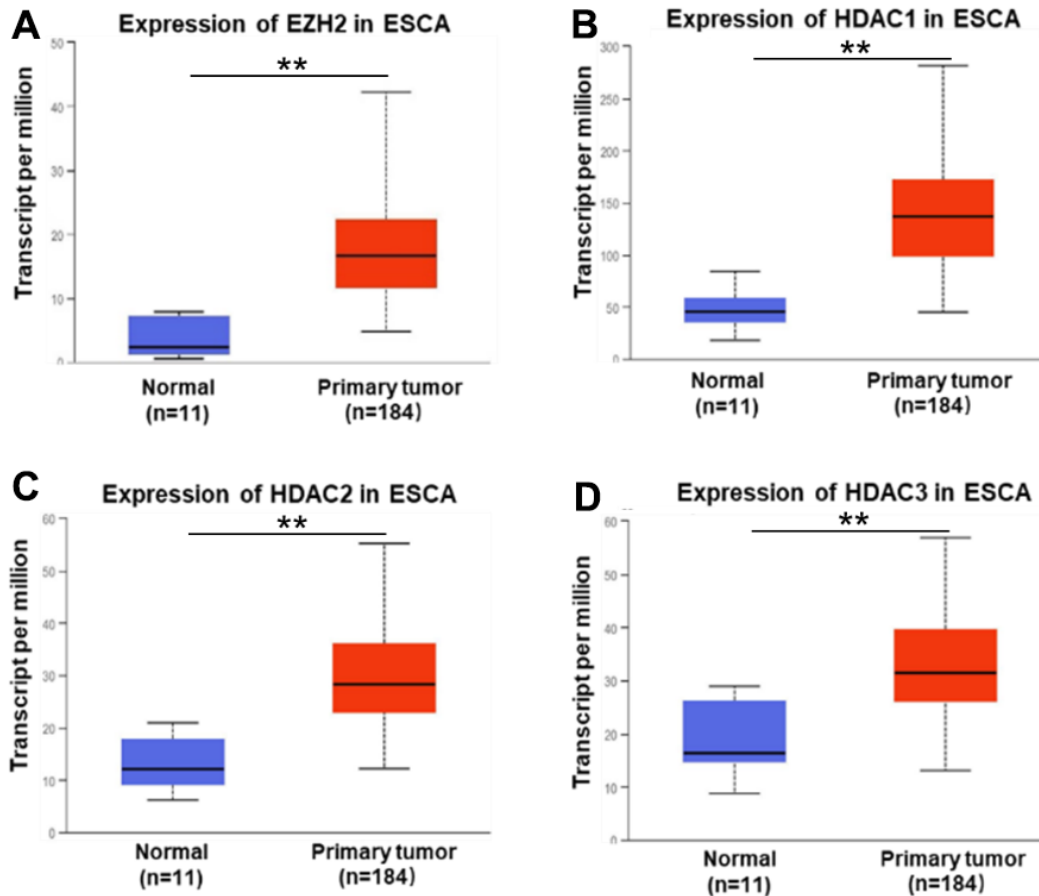 A
Expression of EZH2 in ESCA
**
Transcript per million
50
40
30
20
10
0
Normal
(n=11)
Primary tumor
(n=184)
B
Expression of HDAC1 in ESCA
**
Transcript per million
300
250
200
150
100
50
0
Normal
(n=11)
Primary tumor
(n=184)
C
Expression of HDAC2 in ESCA
**
Transcript per million
60
50
40
30
20
10
0
Normal
(n=11)
Primary tumor
(n=184)
D
Expression of HDAC3 in ESCA
**
Transcript per million
60
50
40
30
20
10
0
Normal
(n=11)
Primary tumor
(n=184)